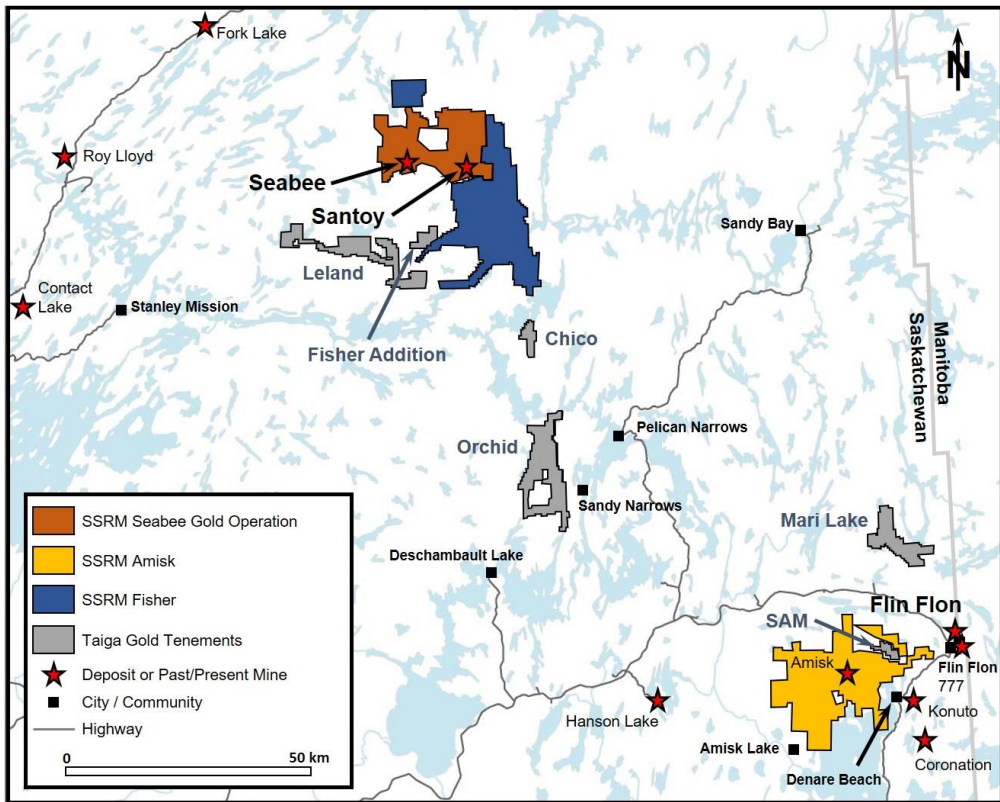 Fork Lake
N
Roy Lloyd
Seabee
Santoy
Sandy Bay
Leland
Contact
Lake
Stanley Mission
Fisher Addition
Chico
Manitoba
Saskatchewan
Pelican Narrows
Orchid
Sandy Narrows
Mari Lake
Deschambault Lake
Flin Flon
SAM
Amisk
Flin Flon
777
Hanson Lake
Konuto
Amisk Lake
Coronation
Denare Beach
SSRM Seabee Gold Operation
SSRM Amisk
SSRM Fisher
Taiga Gold Tenements
Deposit or Past/Present Mine
City / Community
Highway
0 50 km